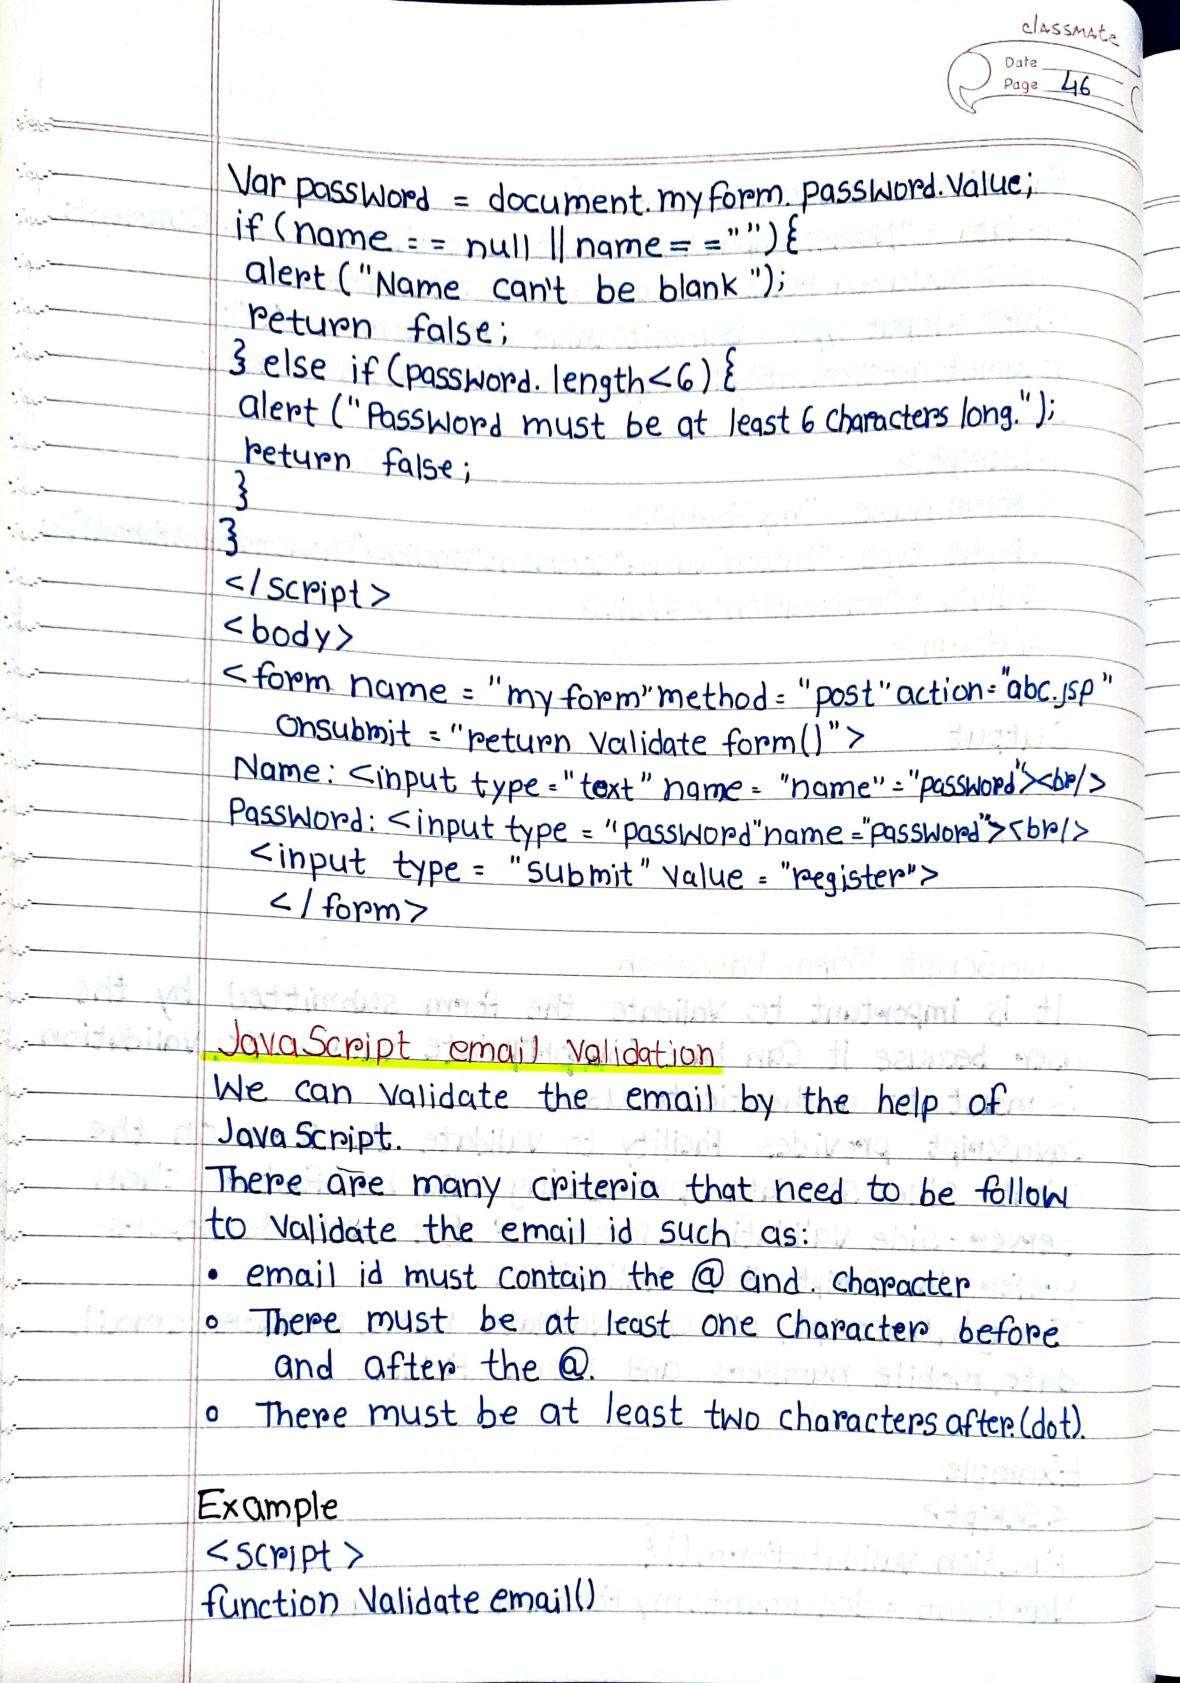 classmate
Date
Page 46
Var password = document.myform.password.value;
if (name == null || name == ""){
alert ("Name can't be blank");
return false;
} else if (password.length<6) {
alert ("Password must be at least 6 characters long.");
return false;
}
}
</script>
<body>
<form name = "myform" method = "post" action = "abc.jsp"
onsubmit = "return validate form()">
Name: <input type = "text" name = "name" = "password"><br/>
Password: <input type = "password" name = "password"><br/>
<input type = "submit" value = "register">
</form>
JavaScript email validation
We can validate the email by the help of
JavaScript.
There are many criteria that need to be follow
to validate the email id such as:
• email id must contain the @ and . character
○ There must be at least one character before
and after the @.
○ There must be at least two characters after.(dot).
Example
<script>
function validate email()